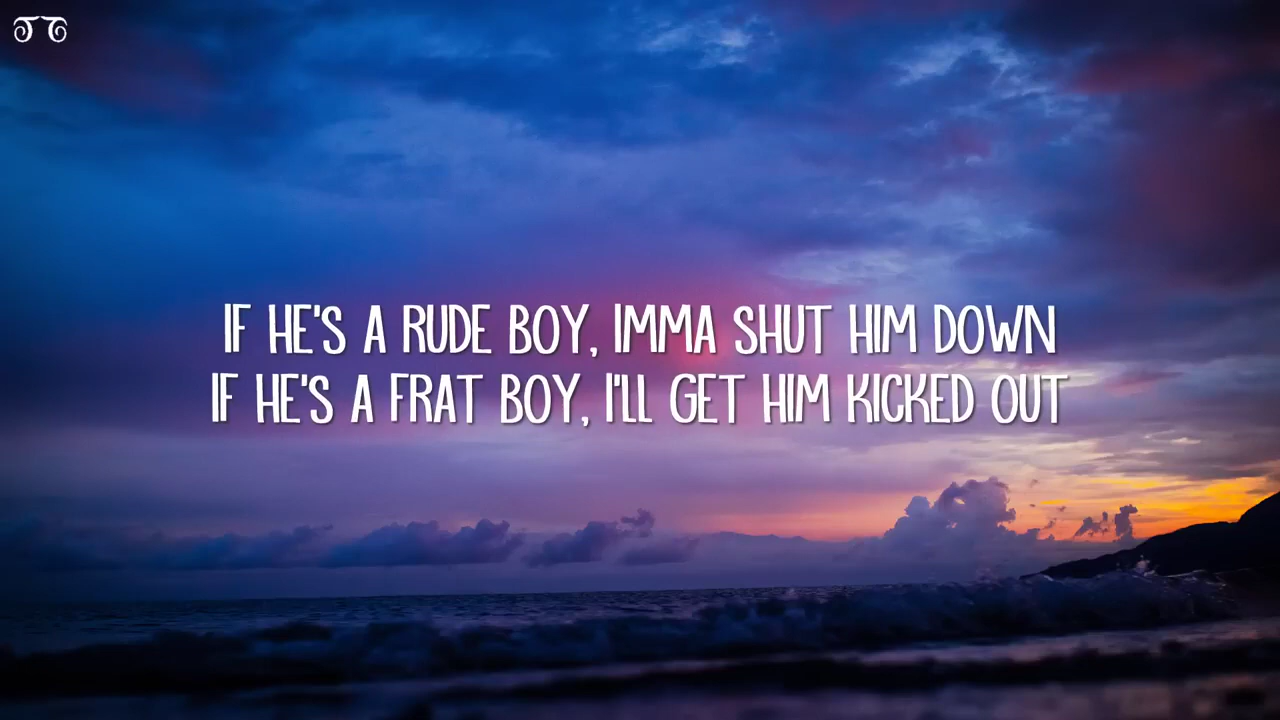 IF HE'S A RUDE BOY, IMMA SHUT HIM DOWN
IF HE'S A FRAT BOY, I'LL GET HIM KICKED OUT